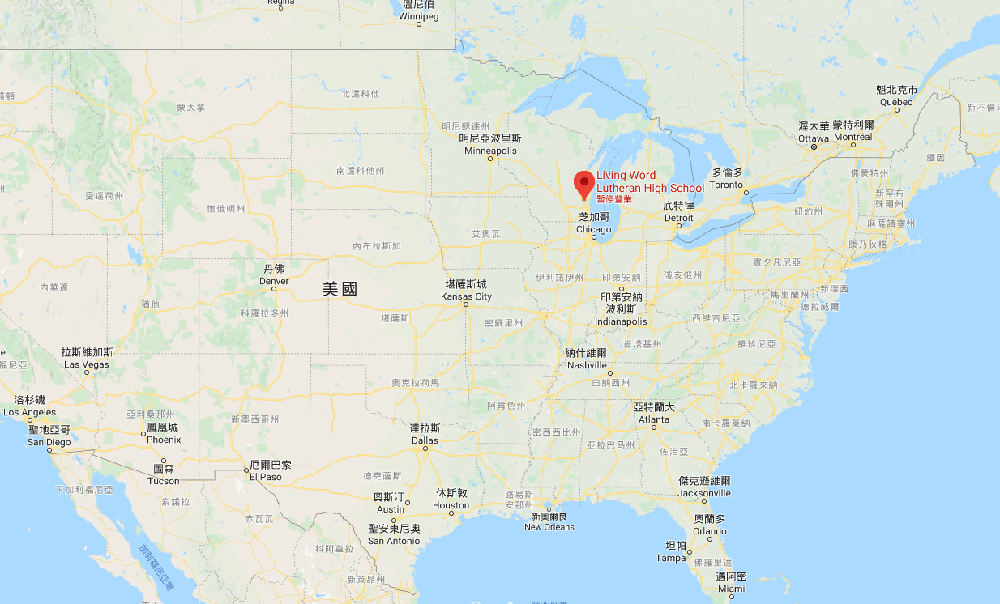 Regina
溫尼伯
Winnipeg
魁北克市
Québec
北達科他
蒙大拿
明尼蘇達州
明尼亞波里斯
Minneapolis
渥太華
Ottawa
蒙特利爾
Montréal
緬因
南達科他州
Living Word
Lutheran High School
暫停營業
多倫多
Toronto
佛蒙特州
愛達荷州
懷俄明州
底特律
Detroit
紐約州
新罕布
殊爾州
麻薩諸塞州
芝加哥
Chicago
艾奧瓦
內布拉斯加
康乃狄格
賓夕凡尼亞
丹佛
Denver
美國
堪薩斯城
Kansas City
伊利諾伊州
印第安納
俄亥俄州
內華達
猶他
科羅拉多州
堪薩斯
密蘇里州
印第安納
波利斯
Indianapolis
新澤西
馬里蘭州
德拉威爾
西維吉尼亞
維珍尼亞
肯塔基州
拉斯維加斯
Las Vegas
福尼亞
納什維爾
Nashville
田納西州
奧克拉荷馬
北卡羅來納
洛杉磯
Los Angeles
亞利桑那州
新墨西哥州
阿肯色州
亞特蘭大
Atlanta
南卡羅萊納
聖地亞哥
San Diego
鳳凰城
Phoenix
達拉斯
Dallas
密西西比州
亞拉巴馬州
佐治亞
圖森
Tucson
厄爾巴索
El Paso
德克薩斯
傑克遜維爾
Jacksonville
下加利福尼亞
索諾拉
奧斯汀
Austin
休斯敦
Houston
路易斯
安那州
新奧爾良
New Orleans
奧蘭多
Orlando
赤瓦瓦
聖安東尼奧
San Antonio
坦帕
Tampa
科阿韋拉
佛羅里達
加利福尼亞灣
新萊昂州
邁阿密
Miami